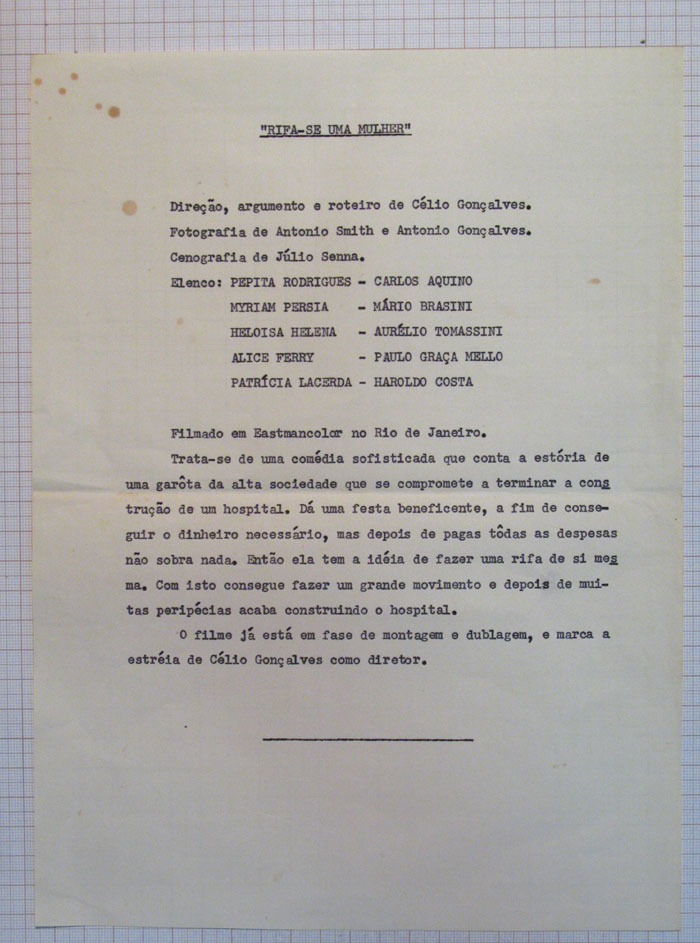 "RIFA-SE UMA MULHER"
Direção, argumento e roteiro de Célio Gonçalves.
Fotografia de Antonio Smith e Antonio Gonçalves.
Cenografia de Júlio Senna.
Elenco: PEPITA RODRIGUES - CARLOS AQUINO
MYRIAM PERSIA - MÁRIO BRASINI
HELOISA HELENA - AURÉLIO TOMASSINI
ALICE FERRY - PAULO GRAÇA MELLO
PATRÍCIA LACERDA - HAROLDO COSTA
Filmado em Eastmancolor no Rio de Janeiro.
Trata-se de uma comédia sofisticada que conta a estória de
uma garôta da alta sociedade que se compromete a terminar a cons
trução de um hospital. Dá uma festa beneficente, a fim de conse-
guir o dinheiro necessário, mas depois de pagas tôdas as despesas
não sobra nada. Então ela tem a idéia de fazer uma rifa de si mes
ma. Com isto consegue fazer um grande movimento e depois de mui-
tas peripécias acaba construindo o hospital.
O filme já está em fase de montagem e dublagem, e marca a
estréia de Célio Gonçalves como diretor.